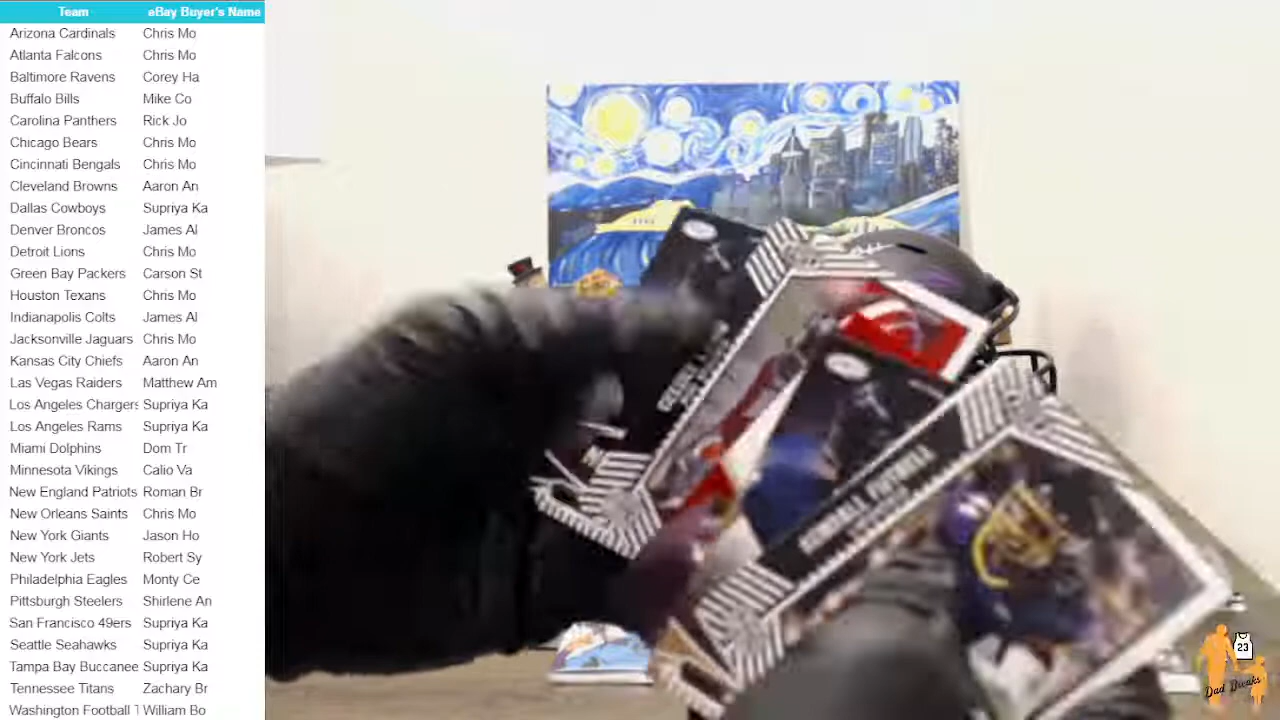 Team eBay Buyer's Name
Arizona Cardinals Chris Mo
Atlanta Falcons Chris Mo
Baltimore Ravens Corey Ha
Buffalo Bills Mike Co
Carolina Panthers Rick Jo
Chicago Bears Chris Mo
Cincinnati Bengals Chris Mo
Cleveland Browns Aaron An
Dallas Cowboys Supriya Ka
Denver Broncos James Al
Detroit Lions Chris Mo
Green Bay Packers Carson St
Houston Texans Chris Mo
Indianapolis Colts James Al
Jacksonville Jaguars Chris Mo
Kansas City Chiefs Aaron An
Las Vegas Raiders Matthew Am
Los Angeles Chargers Supriya Ka
Los Angeles Rams Supriya Ka
Miami Dolphins Dom Tr
Minnesota Vikings Calio Va
New England Patriots Roman Br
New Orleans Saints Chris Mo
New York Giants Jason Ho
New York Jets Robert Sy
Philadelphia Eagles Monty Ce
Pittsburgh Steelers Shirlene An
San Francisco 49ers Supriya Ka
Seattle Seahawks Supriya Ka
Tampa Bay Buccanee Supriya Ka
Tennessee Titans Zachary Br
Washington Football William Bo
23
Dad Breaks